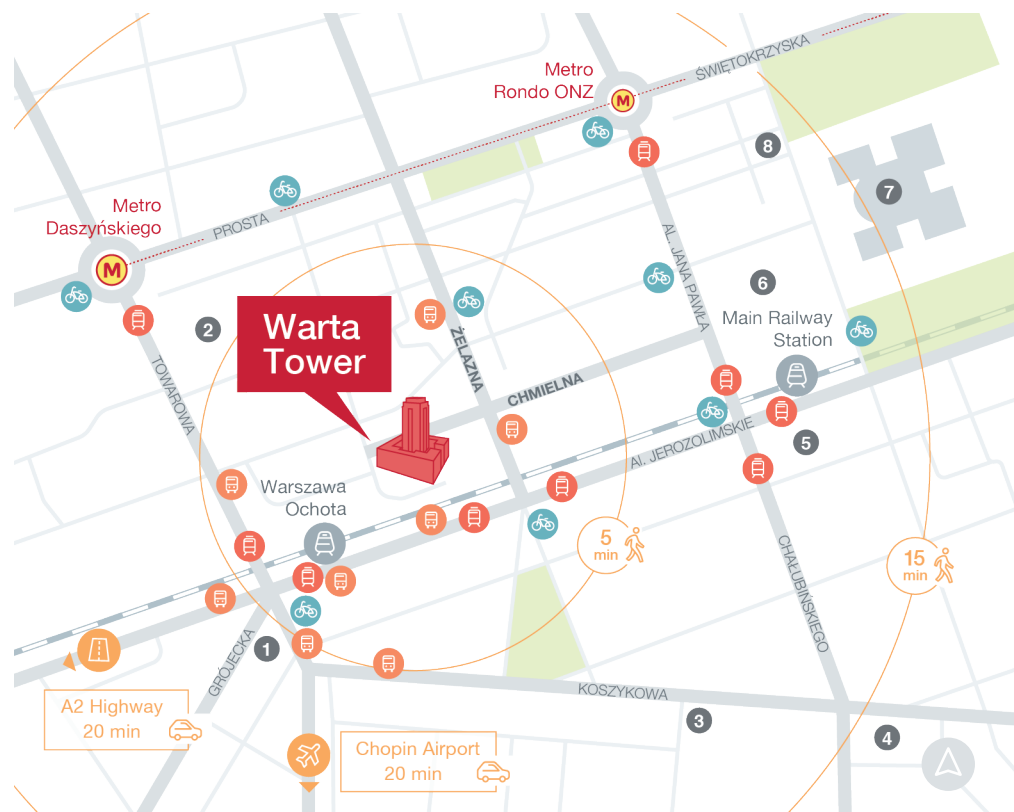 Metro
Rondo ONZ
M
ŚWIĘTOKRZYSKA
8
7
Metro
Daszyńskiego
M
PROSTA
AL. JANA PAWŁA
6
Main Railway
Station
2
Warta
Tower
ŻELAZNA
TOWAROWA
CHMIELNA
Al. JEROZOLIMSKIE
5
Warszawa
Ochota
5
min
15
min
CHAŁUBIŃSKIEGO
1
GRÓJECKA
KOSZYKOWA
3
4
A2 Highway
20 min
Chopin Airport
20 min